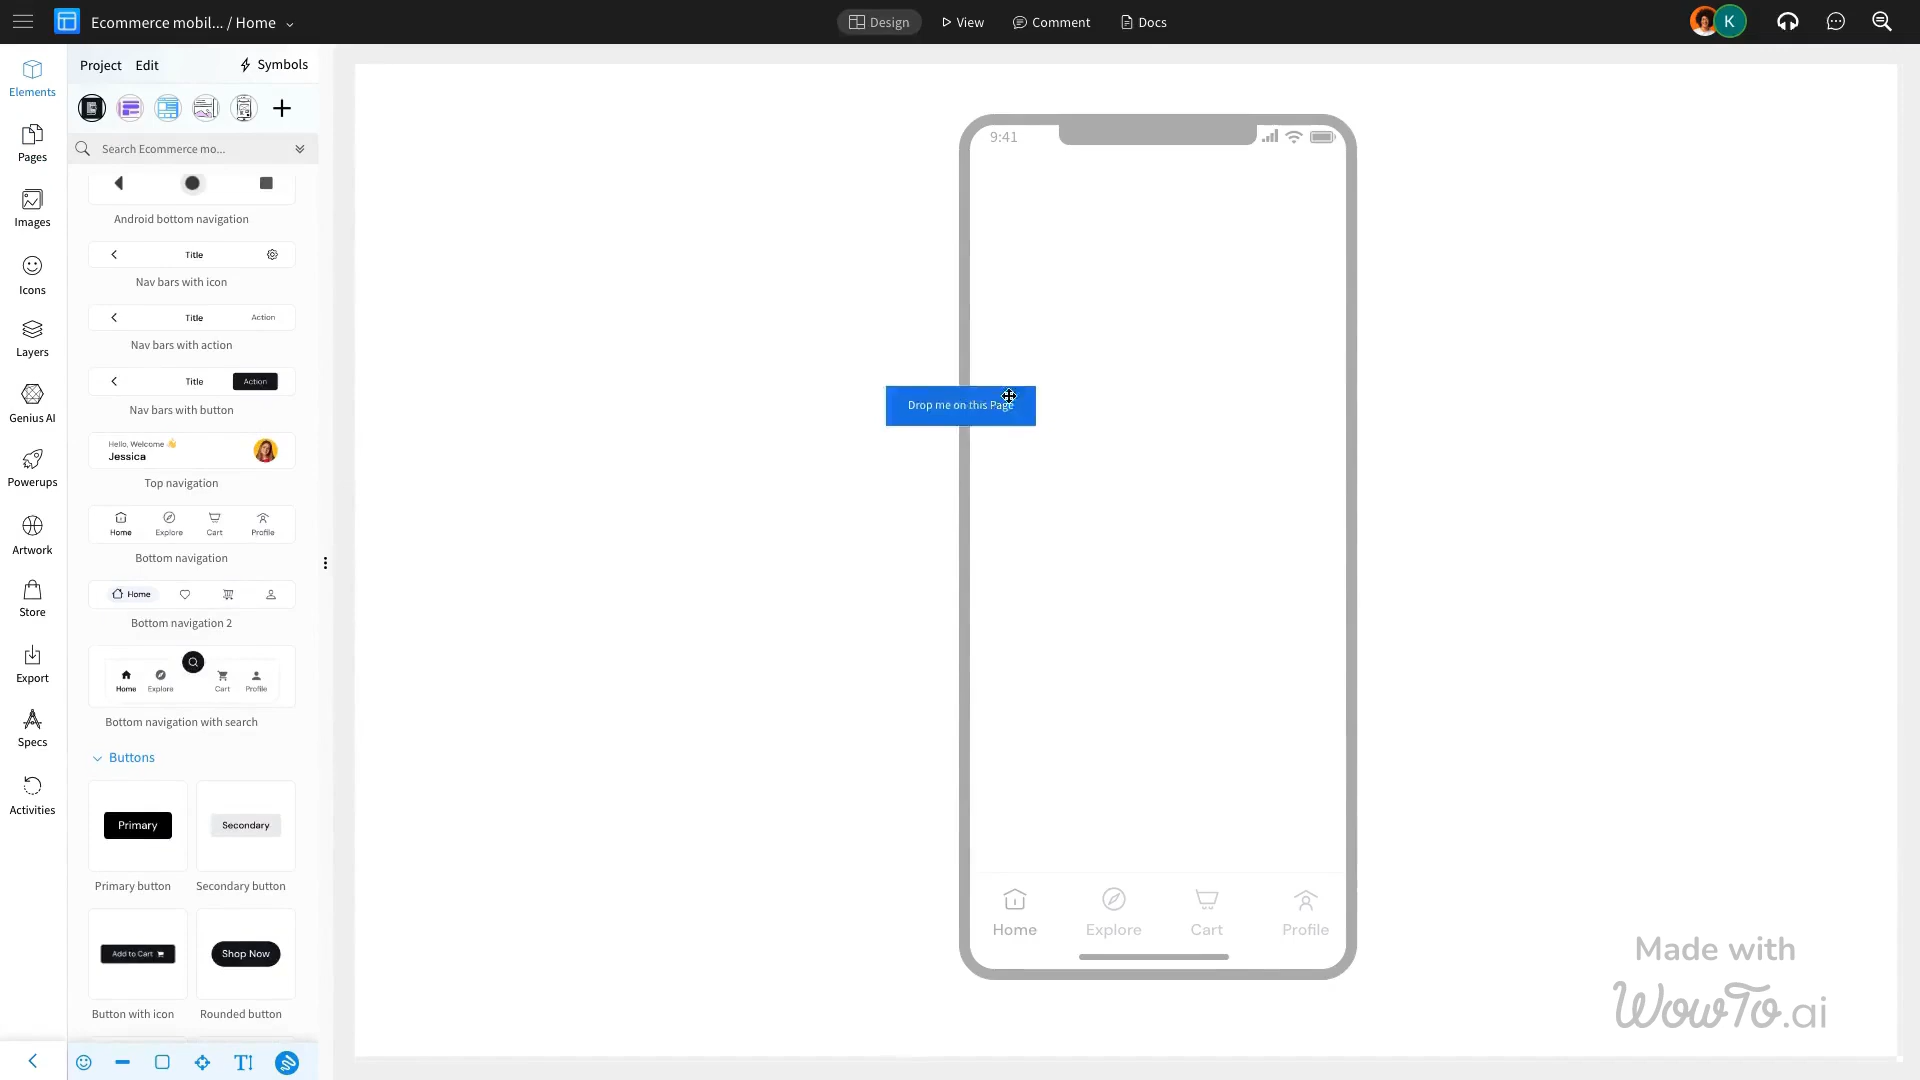 Ecommerce mobil... / Home
Design
View
Comment
Docs
K
Elements
Pages
Images
Icons
Layers
Genius AI
Powerups
Artwork
Store
Export
Specs
Activities
Project
Edit
Symbols
Search Ecommerce mo...
Android bottom navigation
Title
Nav bars with icon
Title
Action
Nav bars with action
Title
Action
Nav bars with button
Hello, Welcome 👋
Jessica
Top navigation
Home
Explore
Cart
Profile
Bottom navigation
Home
Bottom navigation 2
Home
Explore
Cart
Profile
Bottom navigation with search
Buttons
Primary
Secondary
Primary button
Secondary button
Add to Cart
Shop Now
Button with icon
Rounded button
T
9:41
Drop me on this Page
Home
Explore
Cart
Profile
Made with
WowTo.ai